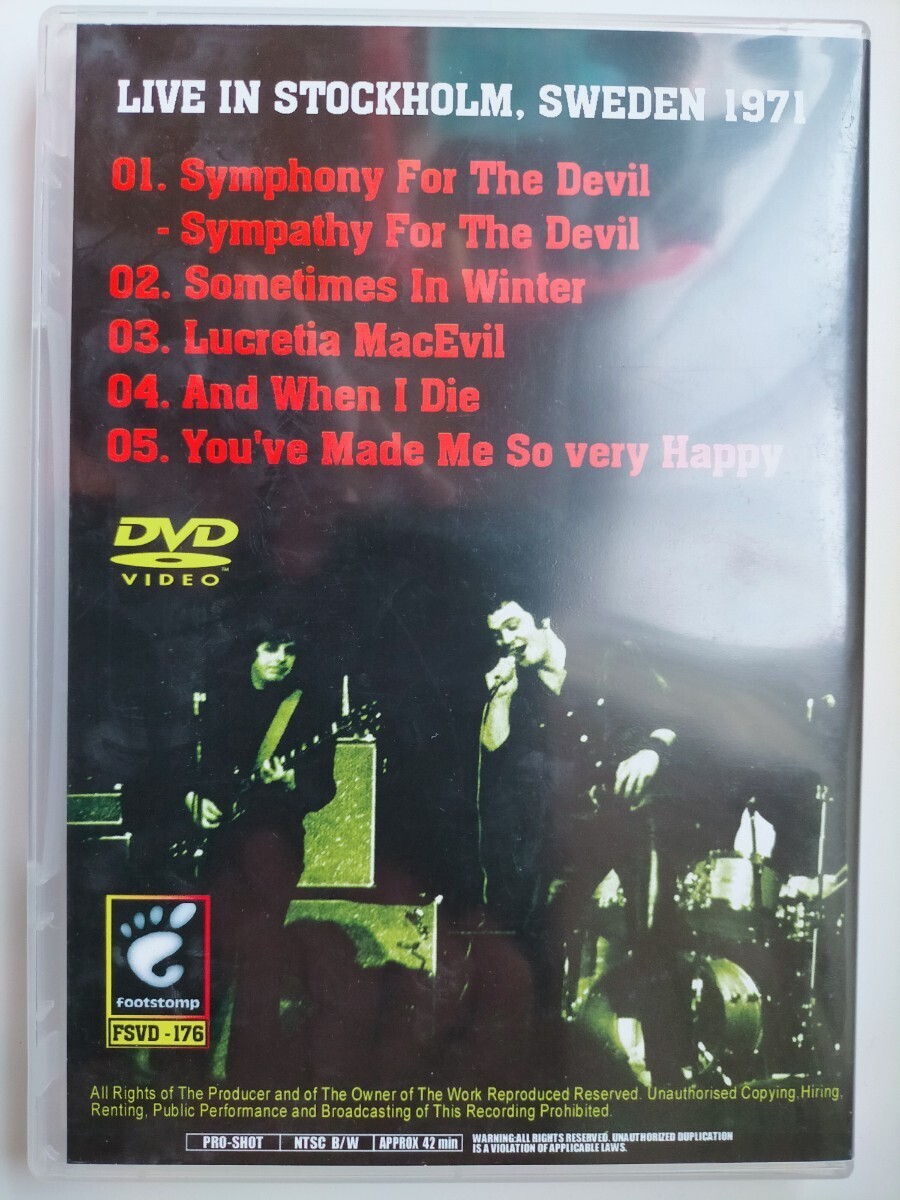 LIVE IN STOCKHOLM, SWEDEN 1971
01. Symphony For The Devil
- Sympathy For The Devil
02. Sometimes In Winter
03. Lucretia MacEvil
04. And When I Die
05. You've Made Me So very Happy
DVD
VIDEO™
footstomp
FSVD - 176
All Rights of The Producer and of The Owner of The Work Reproduced Reserved. Unauthorised Copying,Hiring,
Renting, Public Performance and Broadcasting of This Recording Prohibited.
PRO-SHOT NTSC B/W APPROX 42 min WARNING:ALL RIGHTS RESERVED. UNAUTHORIZED DUPLICATION
IS A VIOLATION OF APPLICABLE LAWS.